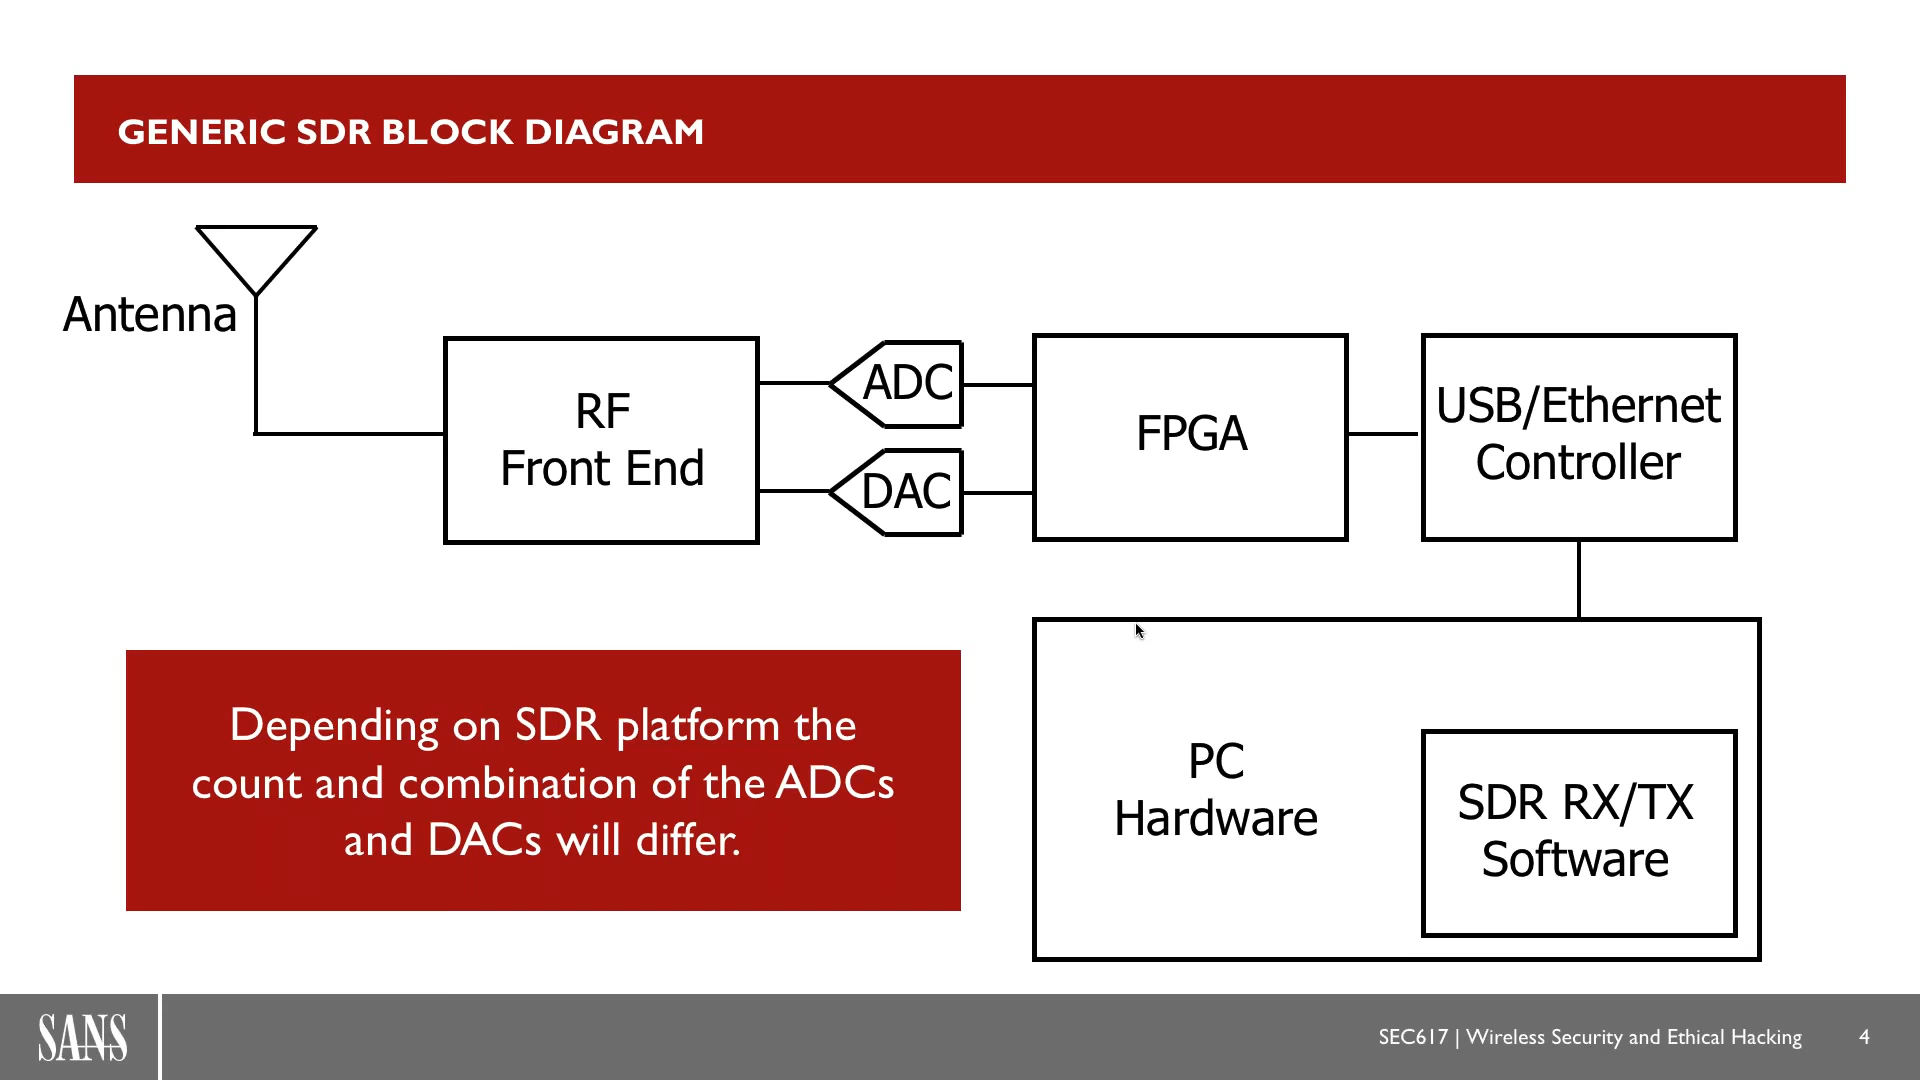 GENERIC SDR BLOCK DIAGRAM
Antenna
RF
Front End
ADC
DAC
FPGA
USB/Ethernet
Controller
Depending on SDR platform the
count and combination of the ADCs
and DACs will differ.
PC
Hardware
SDR RX/TX
Software
SANS
SEC617 | Wireless Security and Ethical Hacking
4